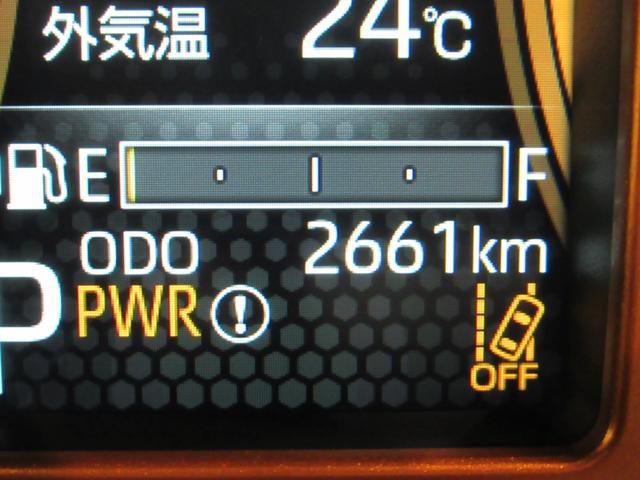 外気温 24℃
E F
ODO 2661km
PWR
OFF